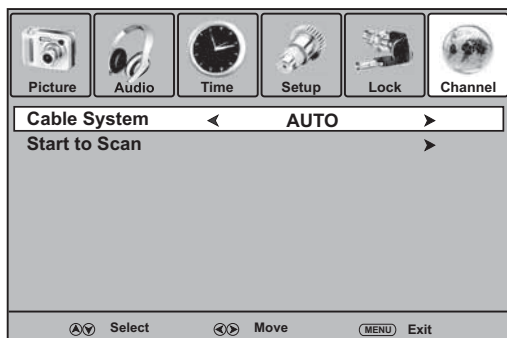 Picture Audio Time Setup Lock Channel
Cable System AUTO
Start to Scan
Select Move MENU Exit